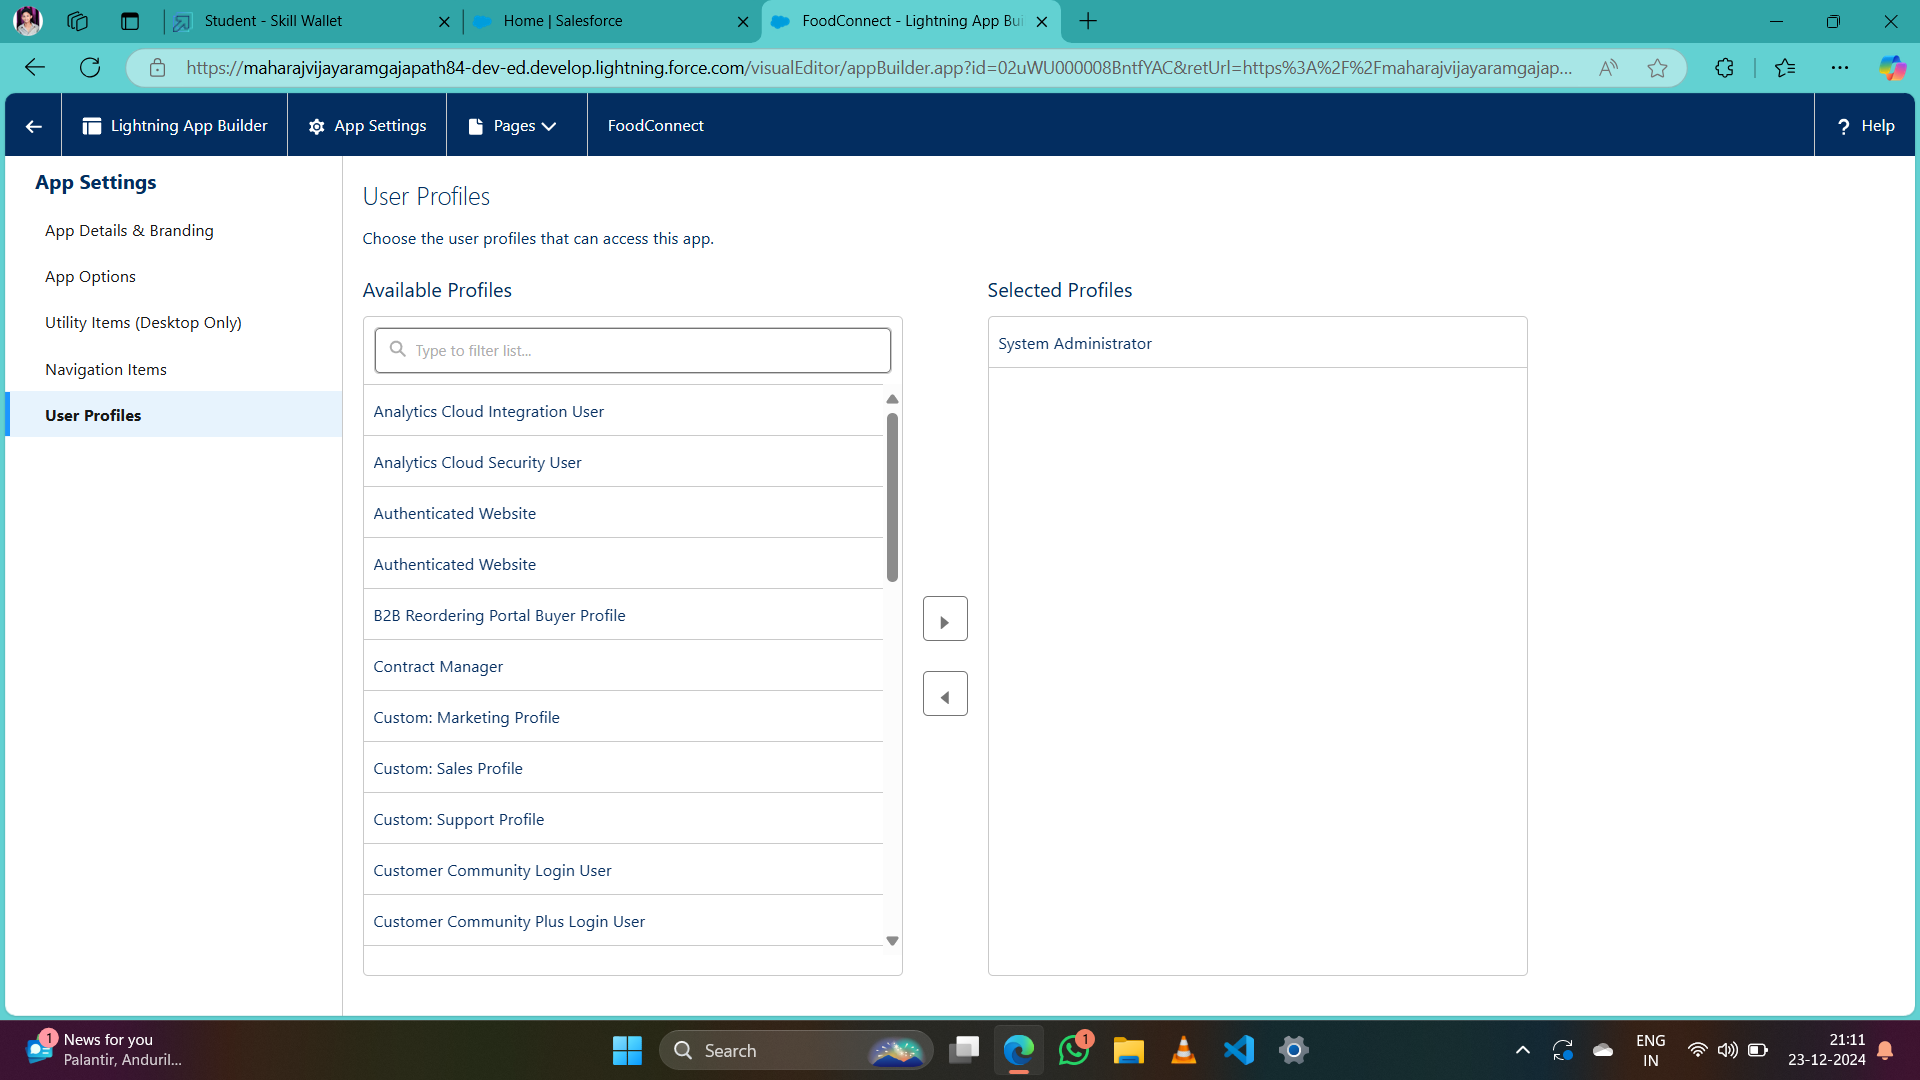 Student - Skill Wallet
Home | Salesforce
FoodConnect - Lightning App Bui
https://maharajvijayaramgajapath84-dev-ed.develop.lightning.force.com/visualEditor/appBuilder.app?id=02uWU000008BntfYAC&retUrl=https%3A%2F%2Fmaharajvijayaramgajap...
Lightning App Builder
App Settings
Pages
FoodConnect
? Help
App Settings
App Details & Branding
App Options
Utility Items (Desktop Only)
Navigation Items
User Profiles
User Profiles
Choose the user profiles that can access this app.
Available Profiles
Type to filter list...
Analytics Cloud Integration User
Analytics Cloud Security User
Authenticated Website
Authenticated Website
B2B Reordering Portal Buyer Profile
Contract Manager
Custom: Marketing Profile
Custom: Sales Profile
Custom: Support Profile
Customer Community Login User
Customer Community Plus Login User
Selected Profiles
System Administrator
1
News for you
Palantir, Anduril...
Search
1
ENG
IN
21:11
23-12-2024